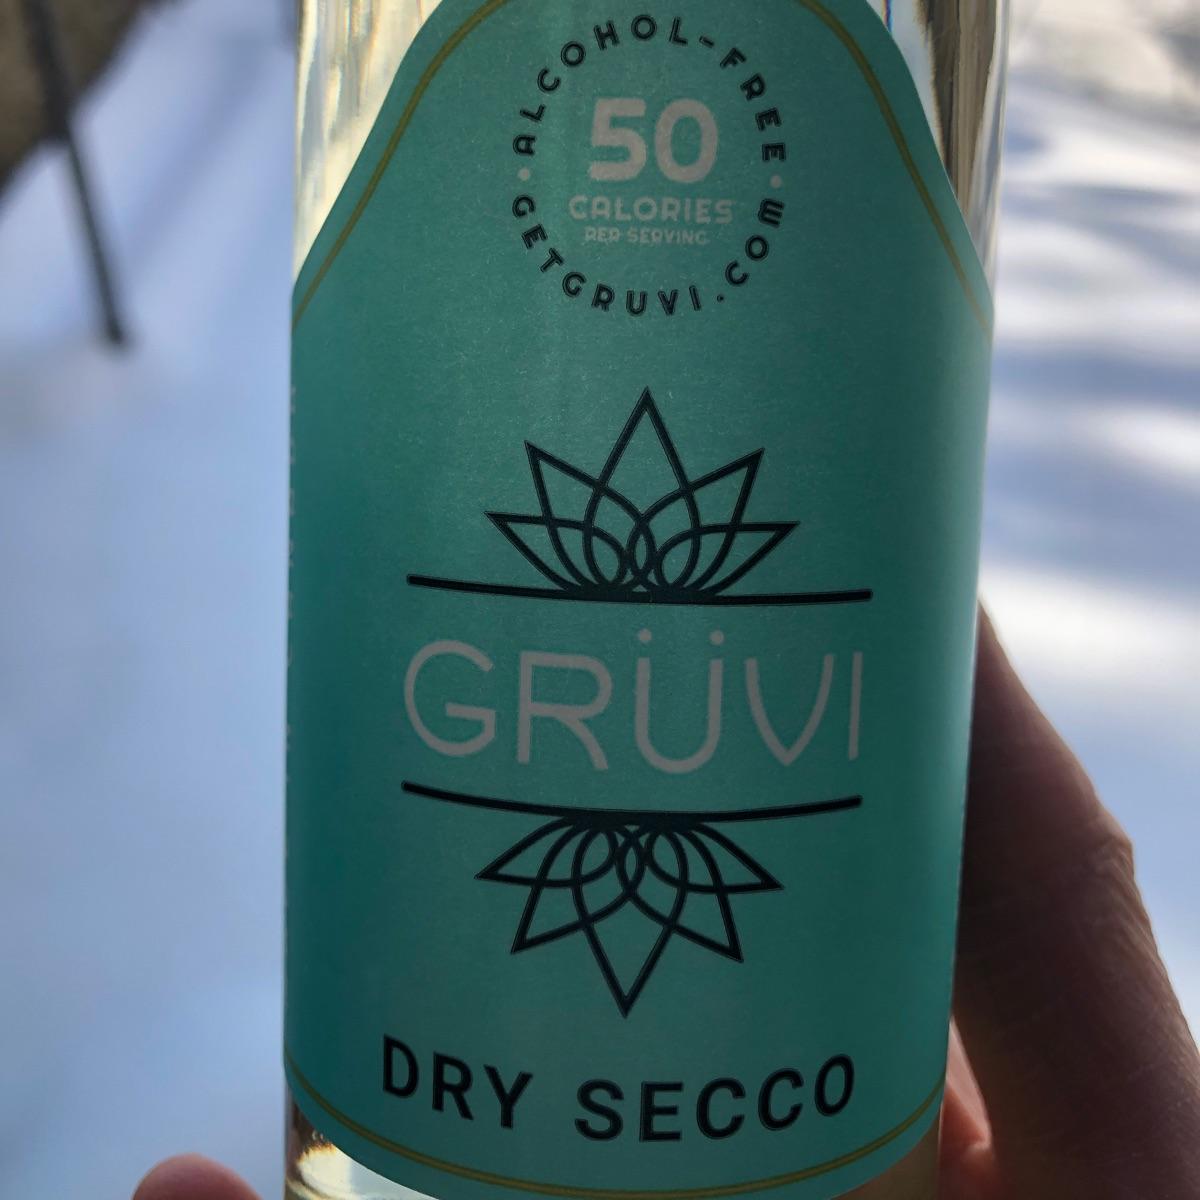 ALCOHOL-FREE
50
CALORIES
PER SERVING
GETGRUVI.COM
GRÜVI
DRY SECCO